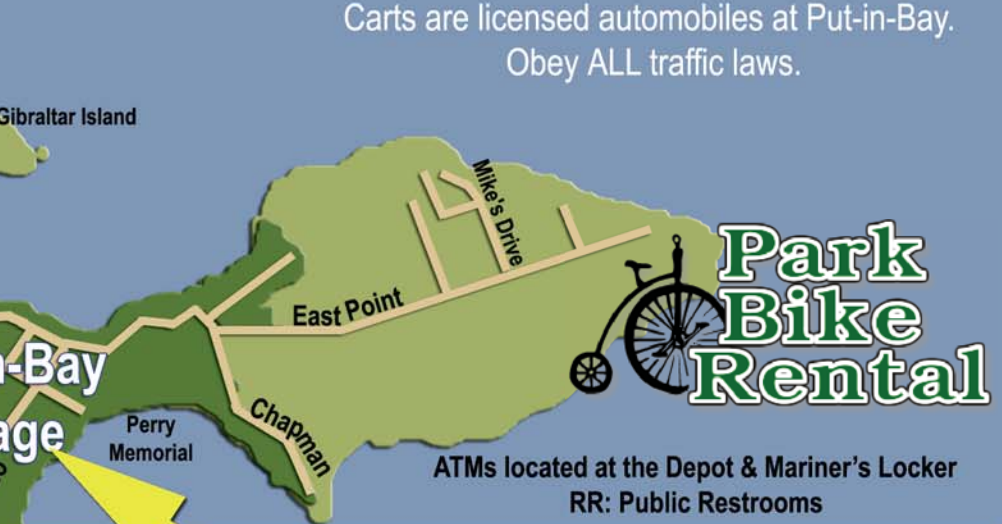 Carts are licensed automobiles at Put-in-Bay.
Obey ALL traffic laws.
Gibraltar Island
Mike's Drive
East Point
Park
Bike
Rental
n-Bay
age
Perry
Memorial
Chapman
ATMs located at the Depot & Mariner's Locker
RR: Public Restrooms